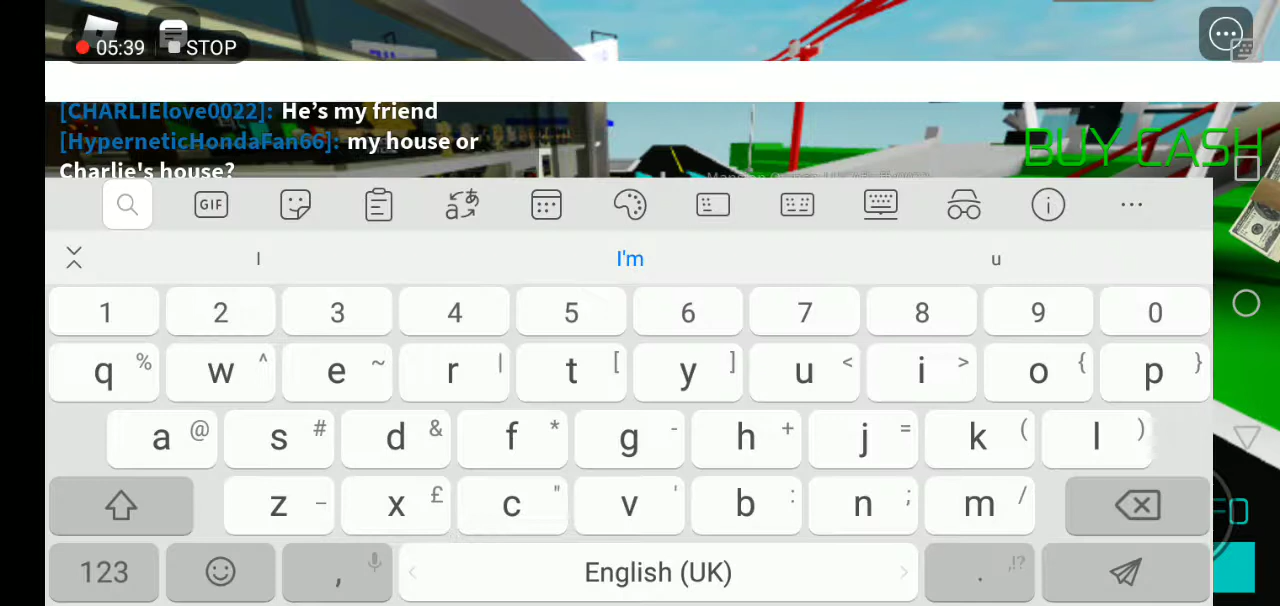 05:39 STOP
[CHARLIElove0022]: He’s my friend
[HyperneticHondaFan66]: my house or
Charlie's house?
BUY CASH
GIF
I I'm u
1 2 3 4 5 6 7 8 9 0
q % w ^ e ~ r | t [ y ] u < i > o { p }
a @ s # d & f * g - h + j = k ( l )
z _ x £ c " v ' b : n ; m /
123 , English (UK) . ,!?